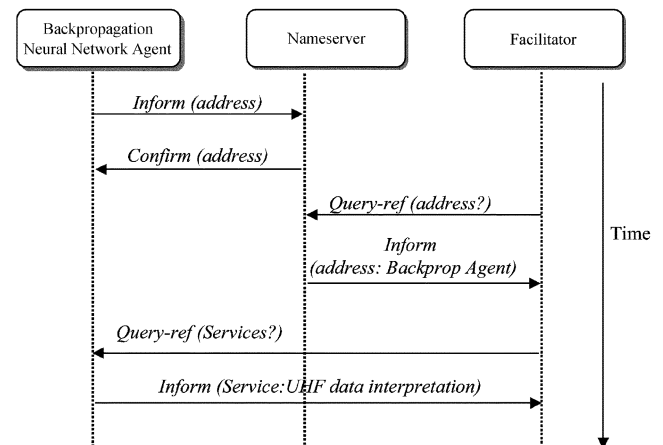 Backpropagation
Neural Network Agent
Nameserver
Facilitator
Inform (address)
Confirm (address)
Query-ref (address?)
Inform
(address: Backprop Agent)
Time
Query-ref (Services?)
Inform (Service:UHF data interpretation)